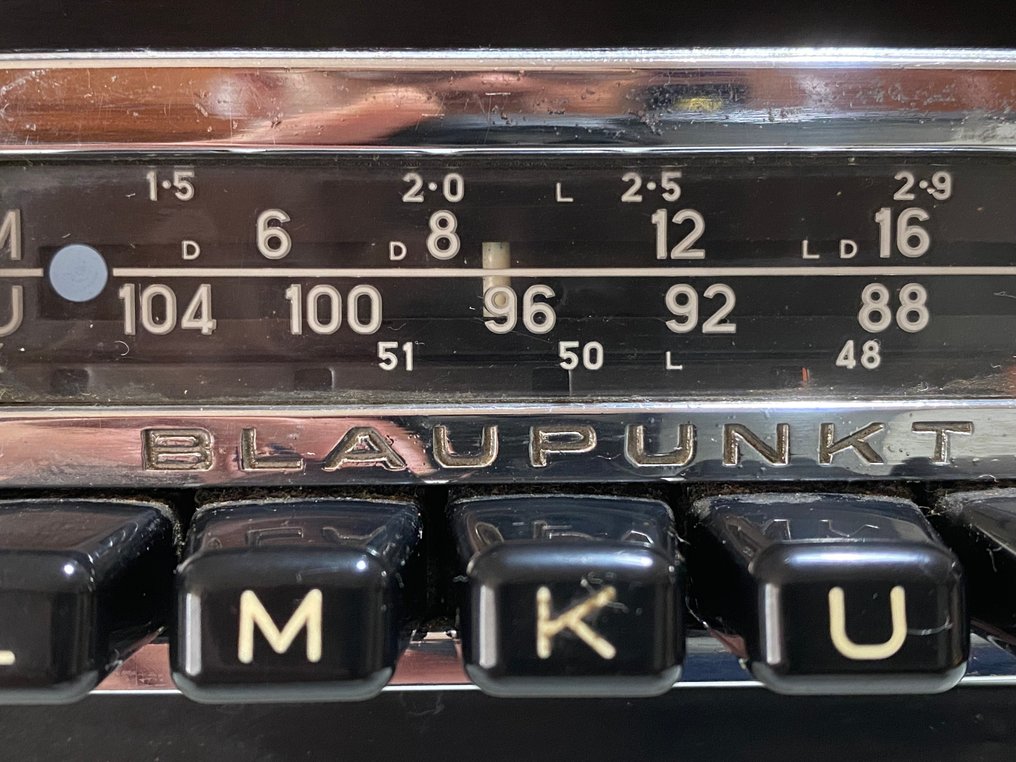 1·5 2·0 L 2·5 2·9
M D 6 D 8 12 L D 16
U 104 100 96 92 88
51 50 L 48
BLAUPUNKT
L M K U